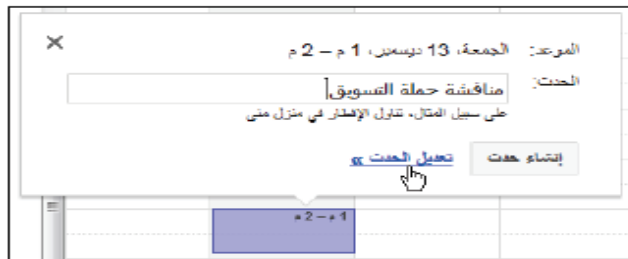 الموعد: الجمعة، 13 ديسمبر، 1 م – 2 م
الحدث: مناقشة حملة التسويق
على سبيل المثال، تناول الإفطار في منزل منى
إنشاء حدث تعديل الحدث »
1 م – 2 م